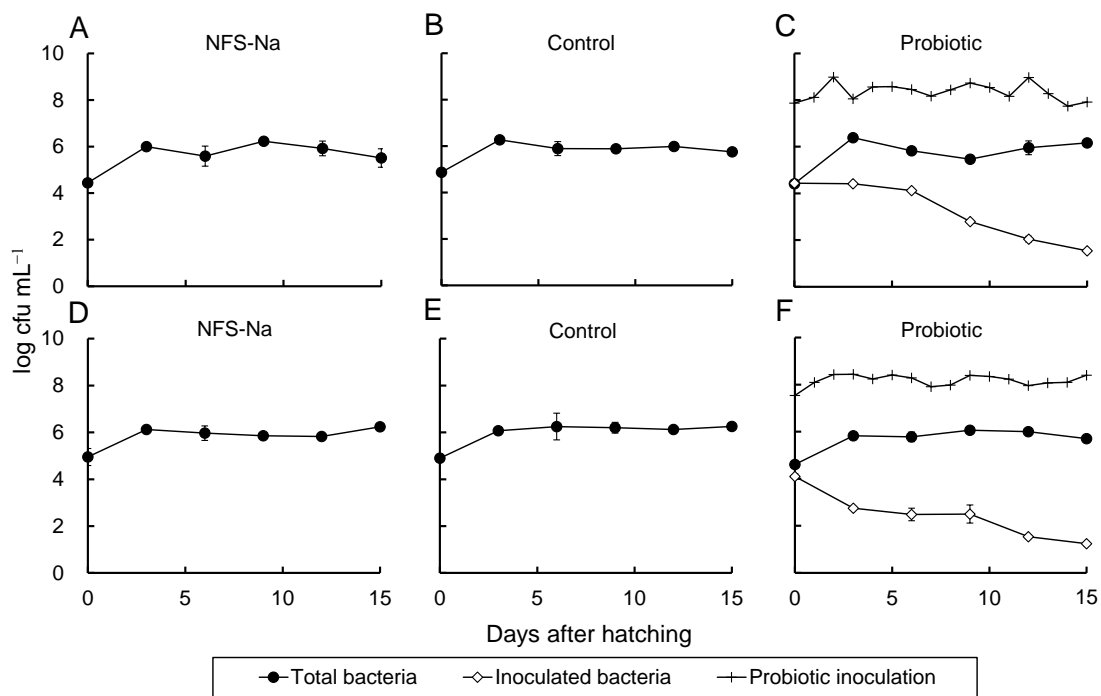 A
NFS-Na
B
Control
C
Probiotic
10
8
6
4
2
0
D
NFS-Na
E
Control
F
Probiotic
10
8
6
4
2
0
log cfu mL⁻¹
0 5 10 15 0 5 10 15 0 5 10 15
Days after hatching
Total bacteria Inoculated bacteria Probiotic inoculation